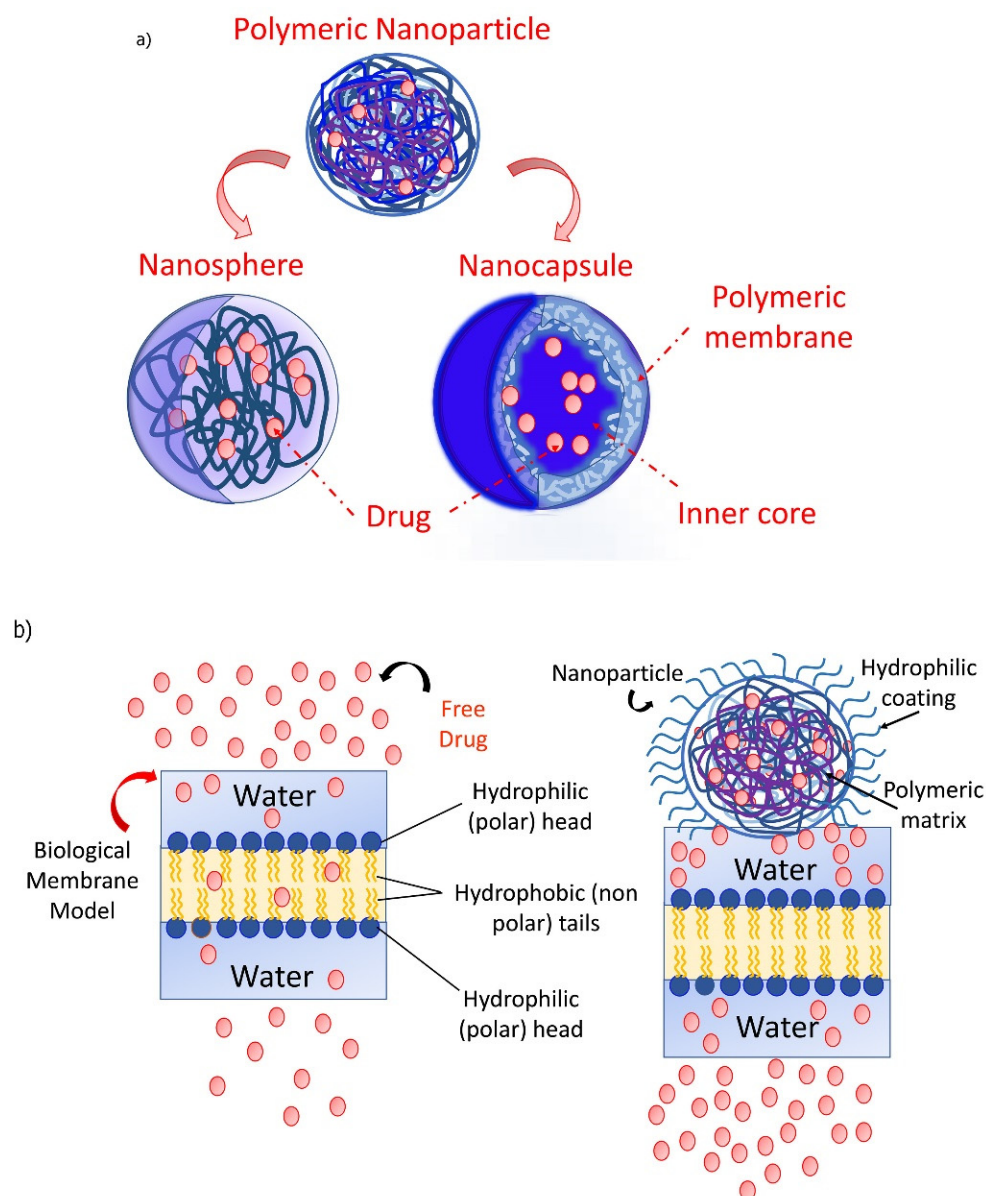 a)
Polymeric Nanoparticle
Nanosphere
Nanocapsule
Polymeric
membrane
Drug
Inner core
b)
Free
Drug
Water
Biological
Membrane
Model
Water
Hydrophilic
(polar) head
Hydrophobic (non
polar) tails
Hydrophilic
(polar) head
Nanoparticle
Hydrophilic
coating
Polymeric
matrix
Water
Water